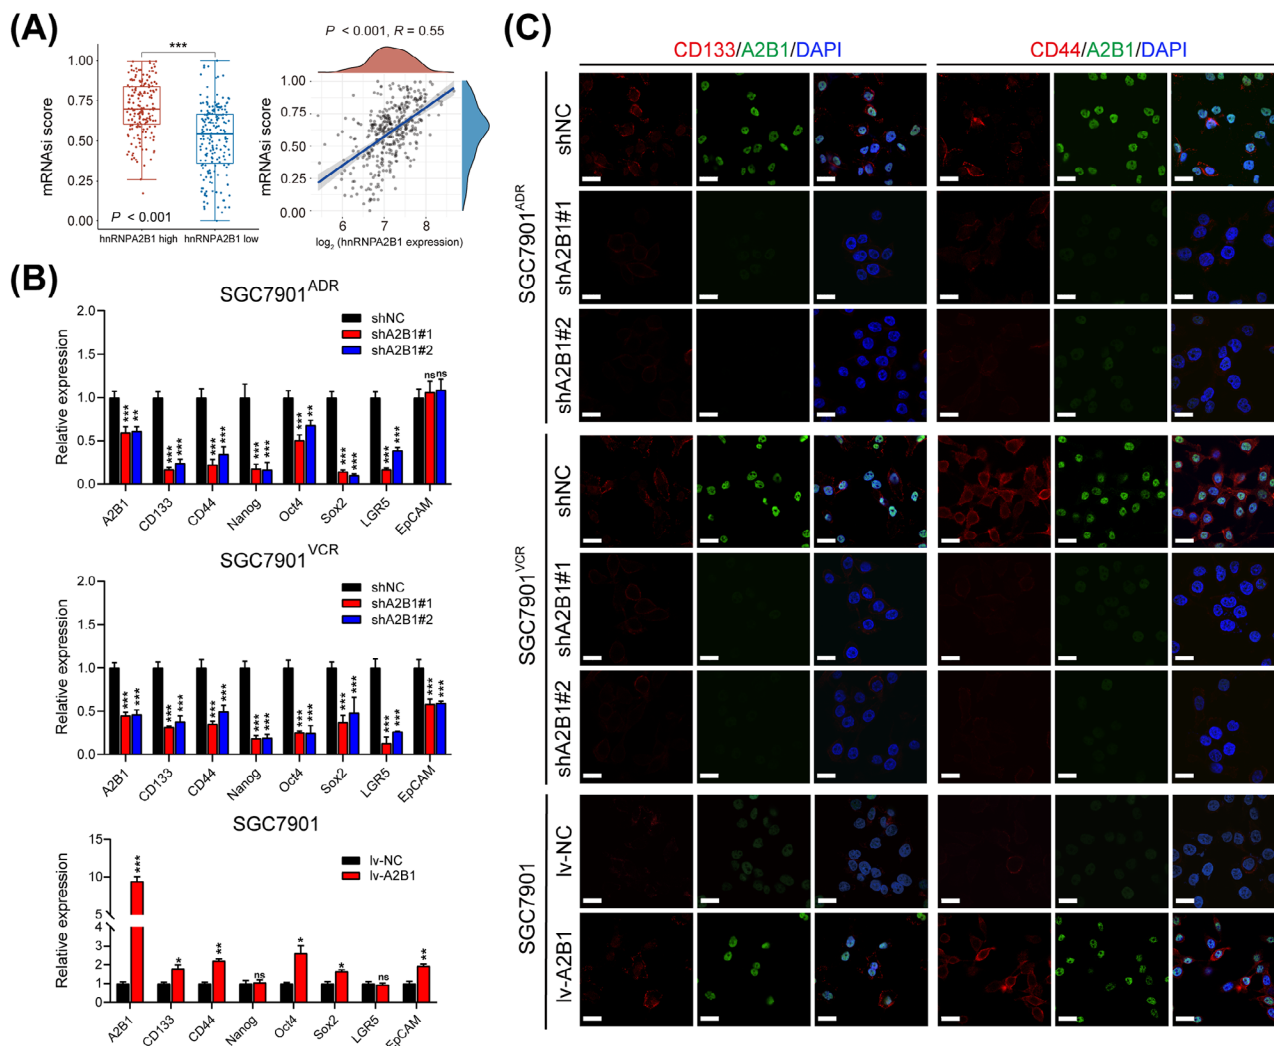 (A)
***
mRNAsi score
1.00
0.75
0.50
0.25
0.00
P < 0.001
hnRNPA2B1 high hnRNPA2B1 low
P < 0.001, R = 0.55
mRNAsi score
1.00
0.75
0.50
0.25
0.00
6 7 8
log2 (hnRNPA2B1 expression)
(B)
SGC7901ADR
Relative expression
2.0
1.5
1.0
0.5
0.0
shNC
shA2B1#1
shA2B1#2
*** ** *** *** *** *** *** *** *** ** *** *** *** *** ns ns
A2B1 CD133 CD44 Nanog Oct4 Sox2 LGR5 EpCAM
SGC7901VCR
Relative expression
2.0
1.5
1.0
0.5
0.0
shNC
shA2B1#1
shA2B1#2
*** *** *** *** *** *** *** *** *** *** *** *** *** *** *** ***
A2B1 CD133 CD44 Nanog Oct4 Sox2 LGR5 EpCAM
SGC7901
Relative expression
15
10
5
4
3
2
1
0
lv-NC
lv-A2B1
*** * ** ns * * ns **
A2B1 CD133 CD44 Nanog Oct4 Sox2 LGR5 EpCAM
(C)
CD133/A2B1/DAPI CD44/A2B1/DAPI
SGC7901ADR
shNC
shA2B1#1
shA2B1#2
SGC7901VCR
shNC
shA2B1#1
shA2B1#2
SGC7901
lv-NC
lv-A2B1